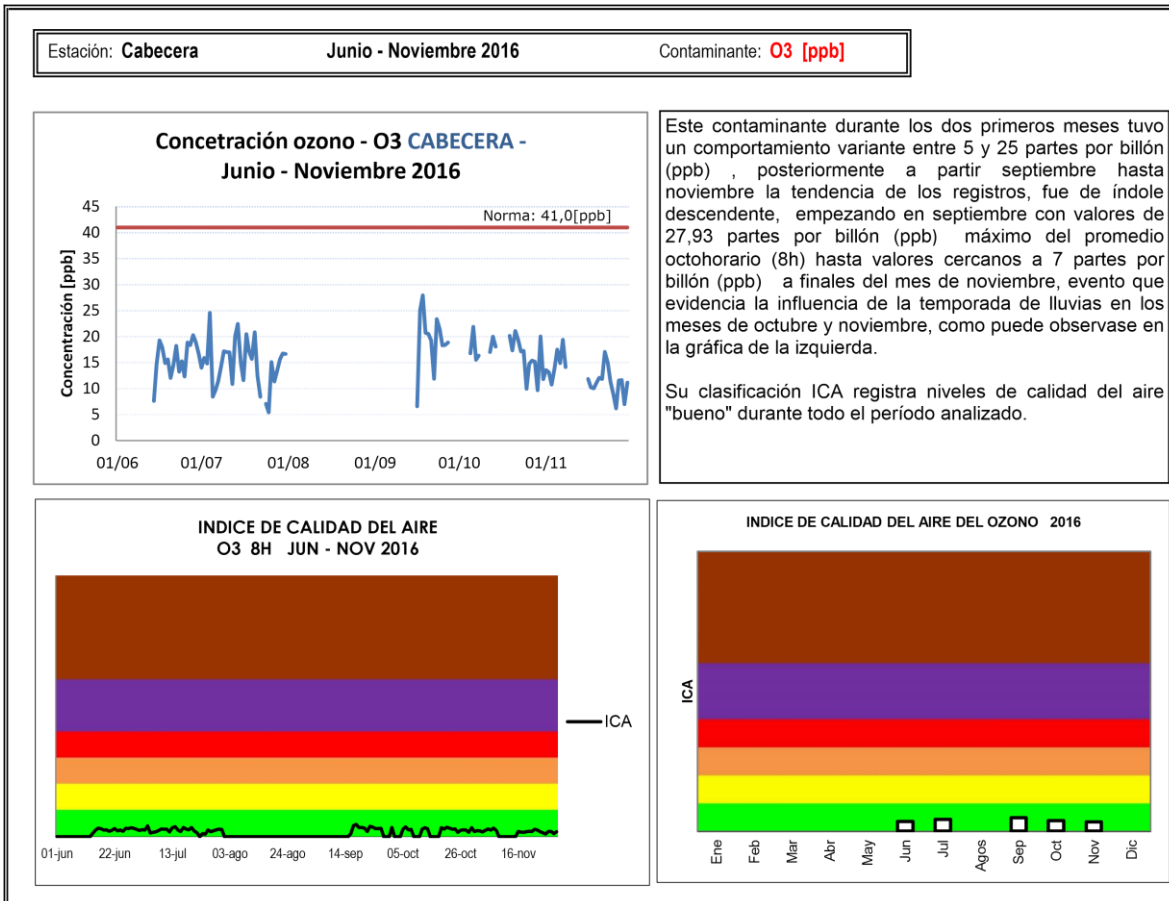 Estación: Cabecera Junio - Noviembre 2016 Contaminante: O3 [ppb]
Concetración ozono - O3 CABECERA -
Junio - Noviembre 2016
Norma: 41,0[ppb]
Concentración [ppb]
45
40
35
30
25
20
15
10
5
0
01/06 01/07 01/08 01/09 01/10 01/11
Este contaminante durante los dos primeros meses tuvo
un comportamiento variante entre 5 y 25 partes por billón
(ppb) , posteriormente a partir septiembre hasta
noviembre la tendencia de los registros, fue de índole
descendente, empezando en septiembre con valores de
27,93 partes por billón (ppb) máximo del promedio
octohorario (8h) hasta valores cercanos a 7 partes por
billón (ppb) a finales del mes de noviembre, evento que
evidencia la influencia de la temporada de lluvias en los
meses de octubre y noviembre, como puede observase en
la gráfica de la izquierda.
Su clasificación ICA registra niveles de calidad del aire
"bueno" durante todo el período analizado.
INDICE DE CALIDAD DEL AIRE
O3 8H JUN - NOV 2016
ICA
01-jun 22-jun 13-jul 03-ago 24-ago 14-sep 05-oct 26-oct 16-nov
INDICE DE CALIDAD DEL AIRE DEL OZONO 2016
ICA
Ene Feb Mar Abr May Jun Jul Agos Sep Oct Nov Dic